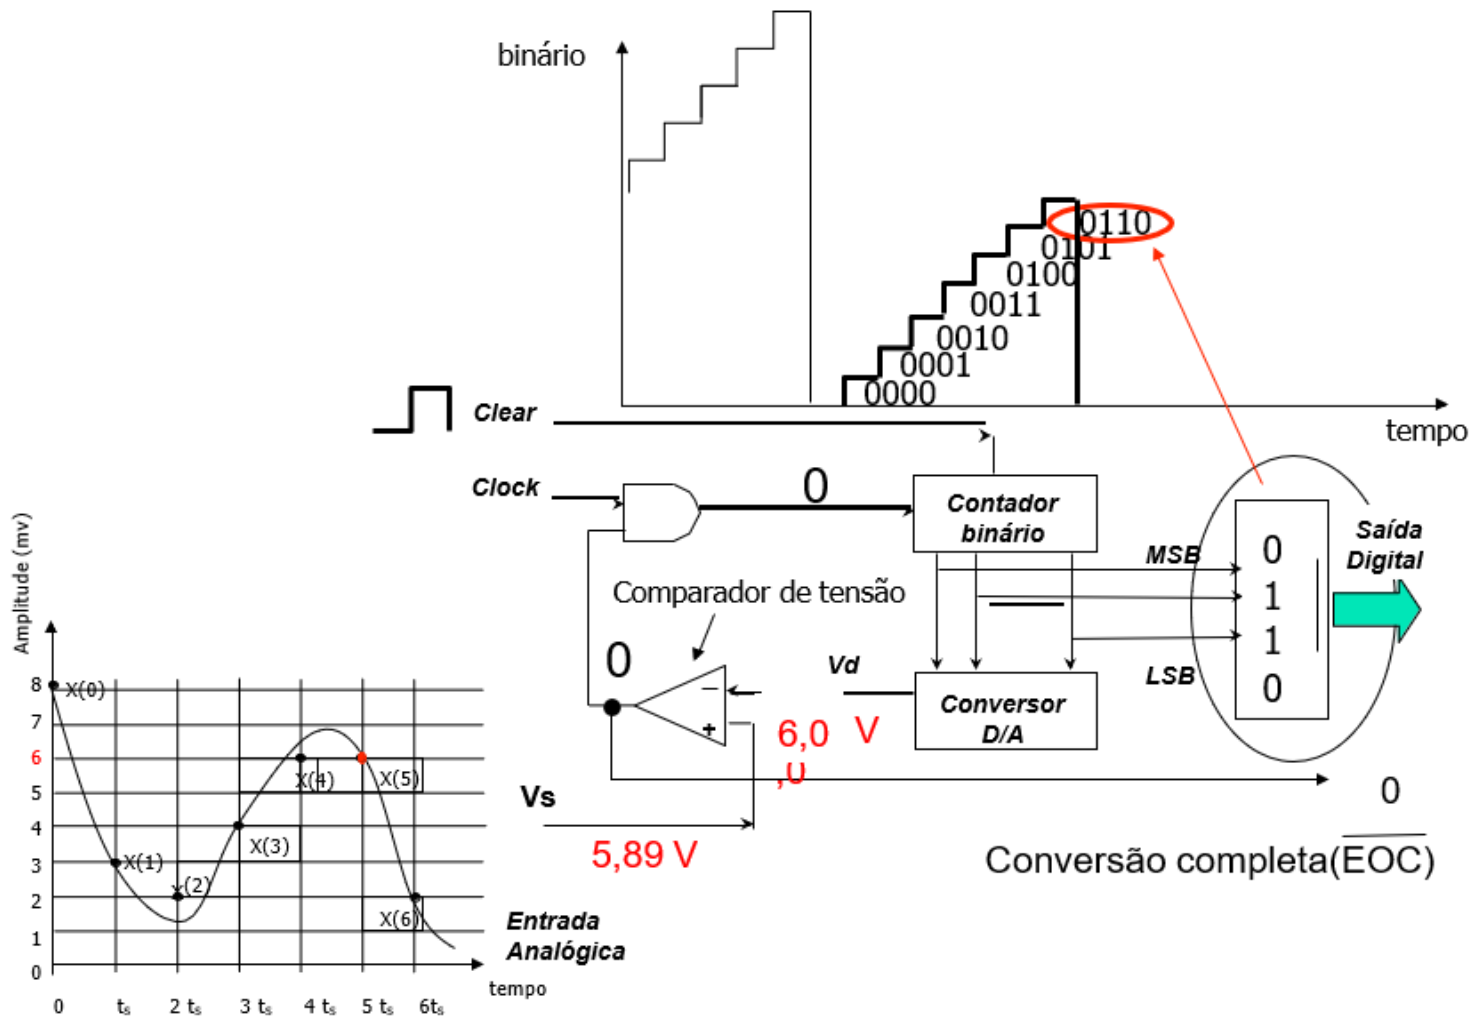 binário
0110
0101
0100
0011
0010
0001
0000
tempo
Clear
Clock
0
Contador
binário
MSB
0
1
1
0
Saída
Digital
Comparador de tensão
0
Vd
LSB
Conversor
D/A
−
+
6,0 V
,0
Vs
5,89 V
0
Conversão completa(EOC)
Entrada
Analógica
Amplitude (mv)
8
7
6
5
4
3
2
1
0
X(0)
X(1)
X(2)
X(3)
X(4)
X(5)
X(6)
tempo
0 ts 2 ts 3 ts 4 ts 5 ts 6ts